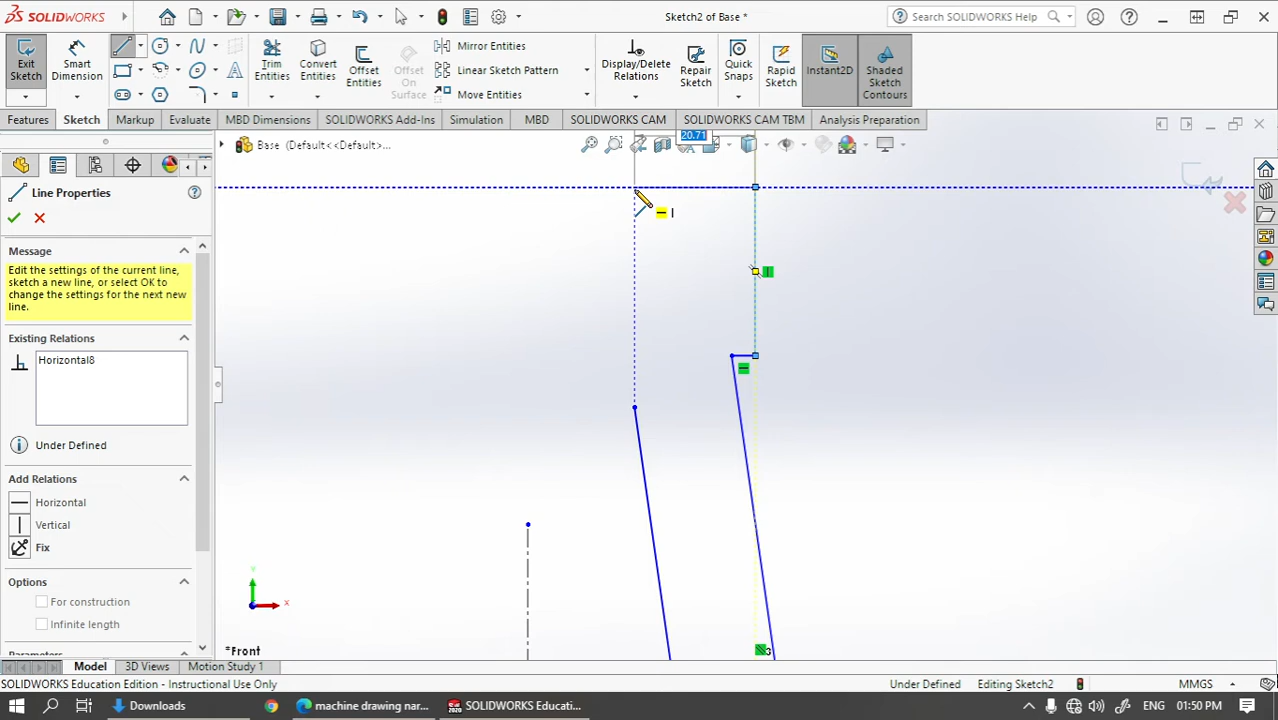 SOLIDWORKS
Sketch2 of Base *
Search SOLIDWORKS Help
Exit Sketch
Smart Dimension
Trim Entities
Convert Entities
Offset Entities
Offset On Surface
Mirror Entities
Linear Sketch Pattern
Move Entities
Display/Delete Relations
Repair Sketch
Quick Snaps
Rapid Sketch
Instant2D
Shaded Sketch Contours
Features
Sketch
Markup
Evaluate
MBD Dimensions
SOLIDWORKS Add-Ins
Simulation
MBD
SOLIDWORKS CAM
SOLIDWORKS CAM TBM
Analysis Preparation
Base (Default<<Default>...
20.71
Line Properties
Message
Edit the settings of the current line,
sketch a new line, or select OK to
change the settings for the next new
line.
Existing Relations
Horizontal8
Under Defined
Add Relations
Horizontal
Vertical
Fix
Options
For construction
Infinite length
3
Y
X
*Front
Model
3D Views
Motion Study 1
SOLIDWORKS Education Edition - Instructional Use Only
Under Defined
Editing Sketch2
MMGS
Downloads
machine drawing nar...
SOLIDWORKS Educati...
ENG
01:50 PM